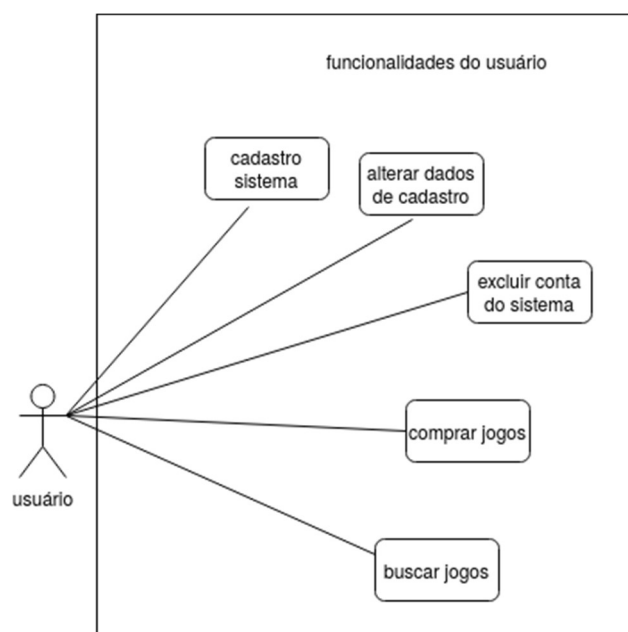 funcionalidades do usuário
cadastro
sistema
alterar dados
de cadastro
excluir conta
do sistema
comprar jogos
usuário
buscar jogos